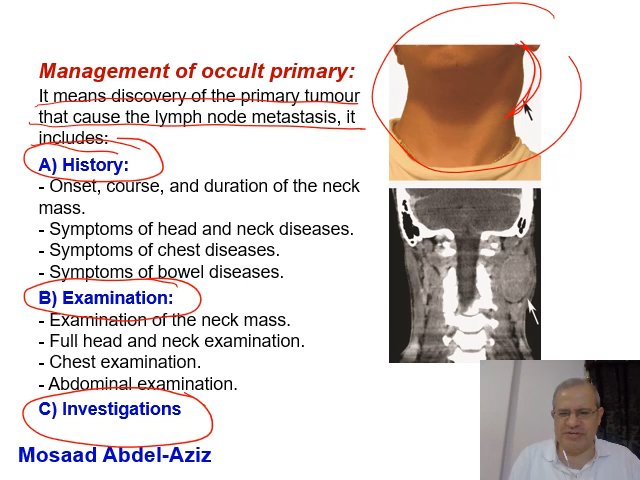 Management of occult primary:
It means discovery of the primary tumour
that cause the lymph node metastasis, it
includes:
A) History:
- Onset, course, and duration of the neck
mass.
- Symptoms of head and neck diseases.
- Symptoms of chest diseases.
- Symptoms of bowel diseases.
B) Examination:
- Examination of the neck mass.
- Full head and neck examination.
- Chest examination.
- Abdominal examination.
C) Investigations
Mosaad Abdel-Aziz